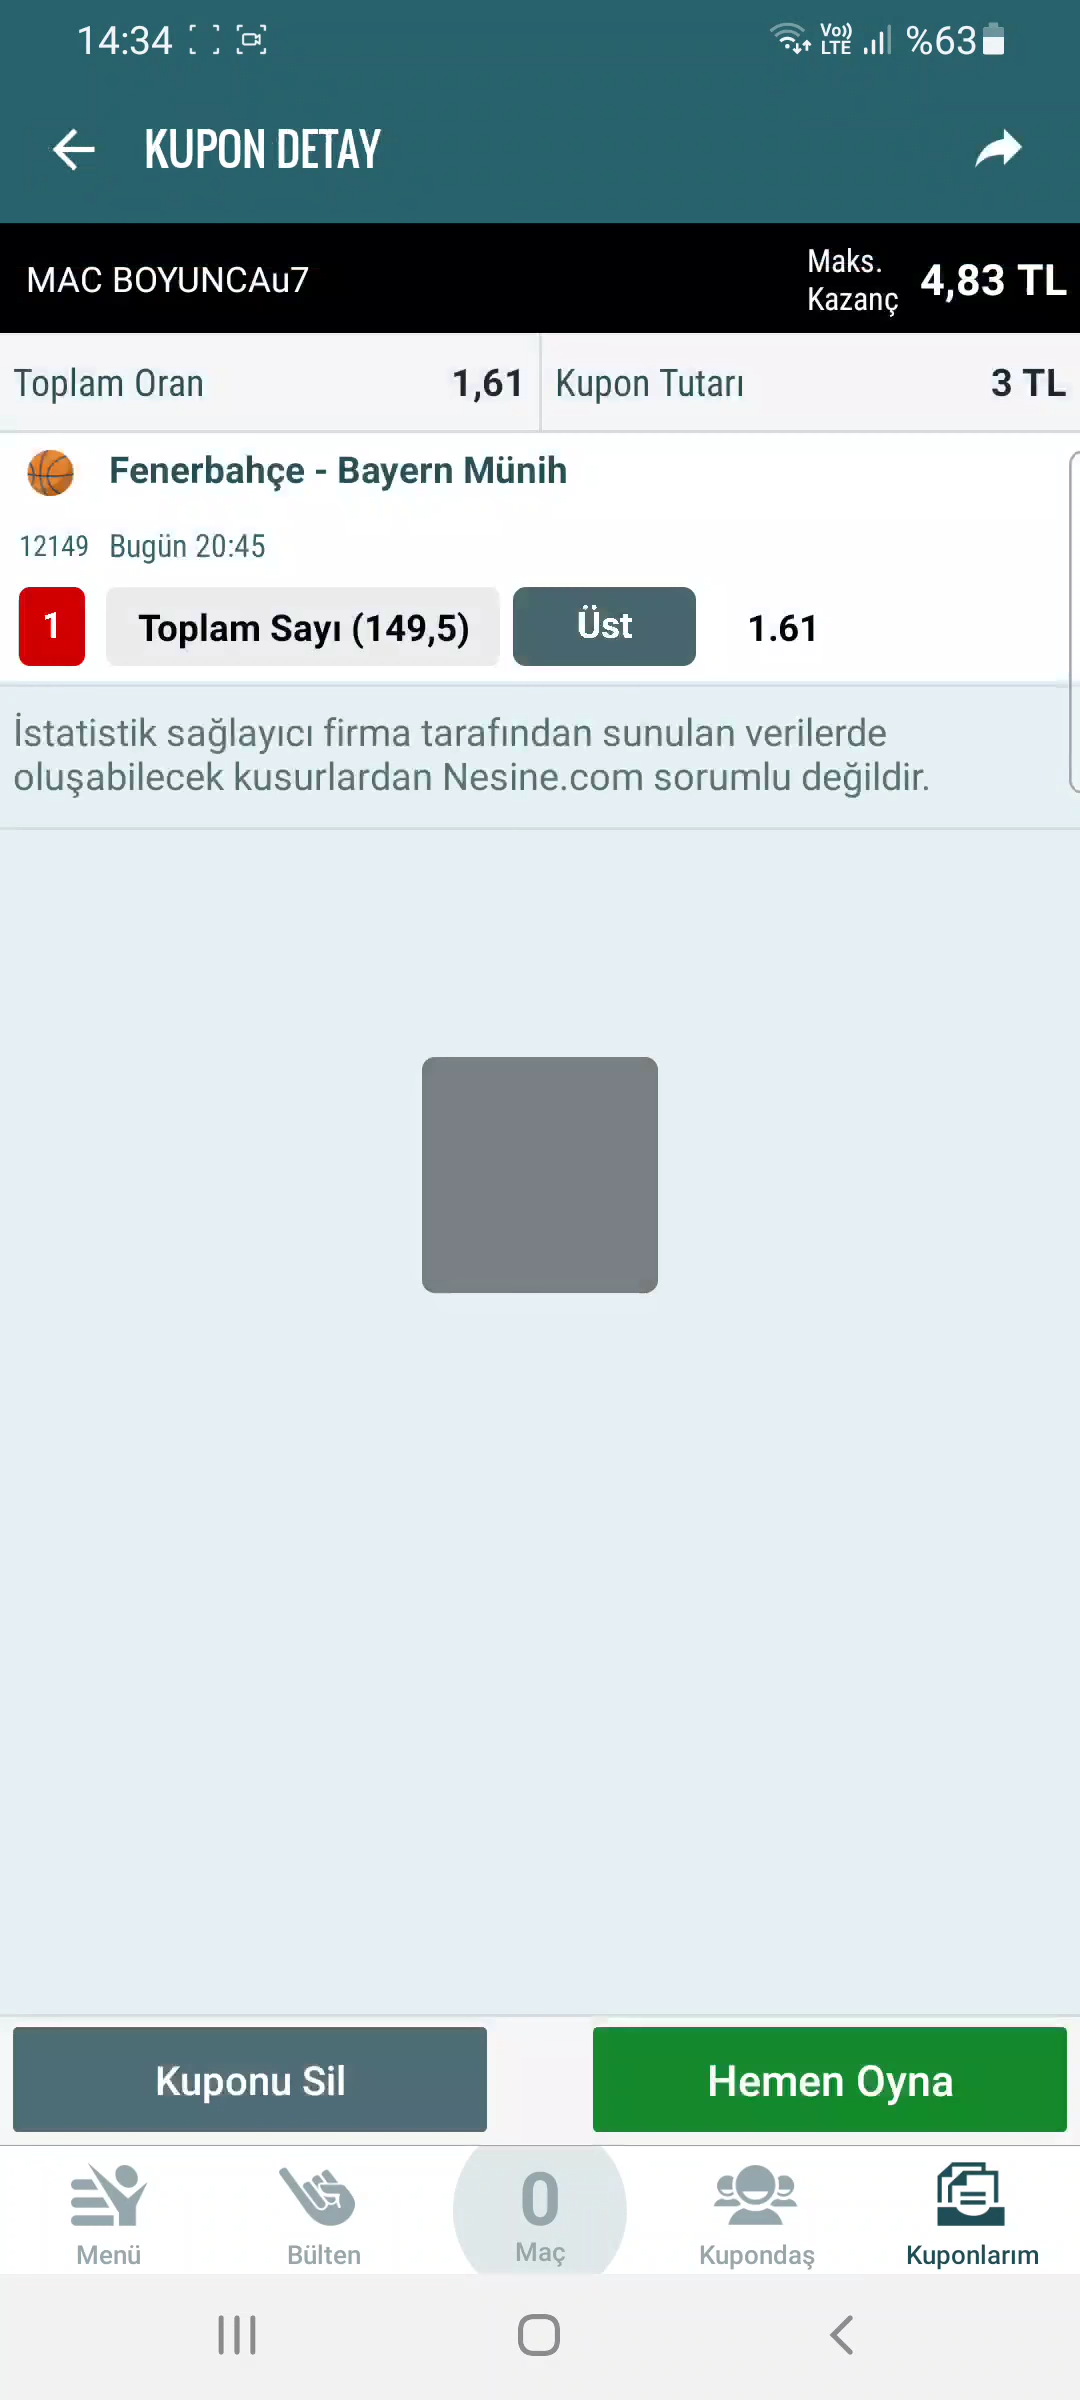 14:34
Vo))
LTE
%63
KUPON DETAY
MAC BOYUNCAu7
Maks.
Kazanç
4,83 TL
Toplam Oran 1,61
Kupon Tutarı 3 TL
Fenerbahçe - Bayern Münih
12149 Bugün 20:45
1 Toplam Sayı (149,5) Üst 1.61
İstatistik sağlayıcı firma tarafından sunulan verilerde
oluşabilecek kusurlardan Nesine.com sorumlu değildir.
Kuponu Sil
Hemen Oyna
Menü
Bülten
0
Maç
Kupondaş
Kuponlarım